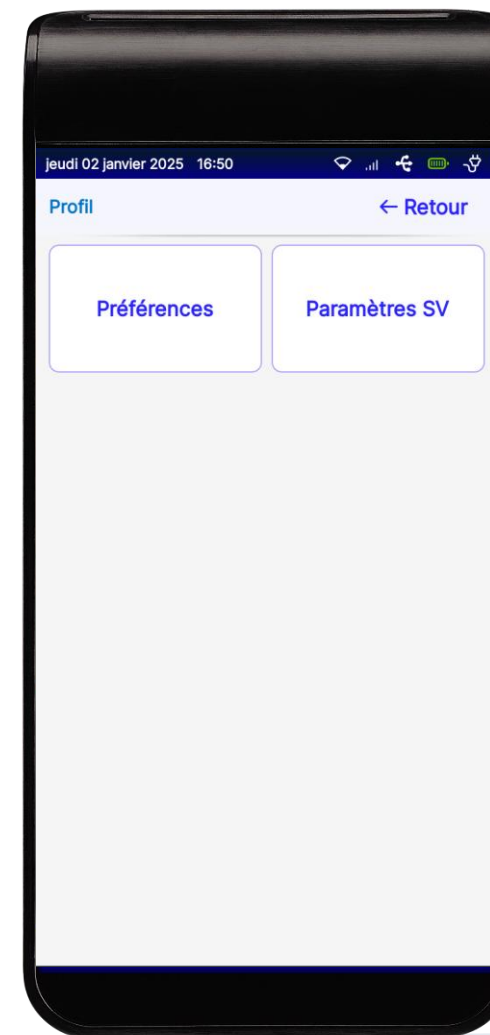 jeudi 02 janvier 2025 16:50
Profil ← Retour
Préférences Paramètres SV